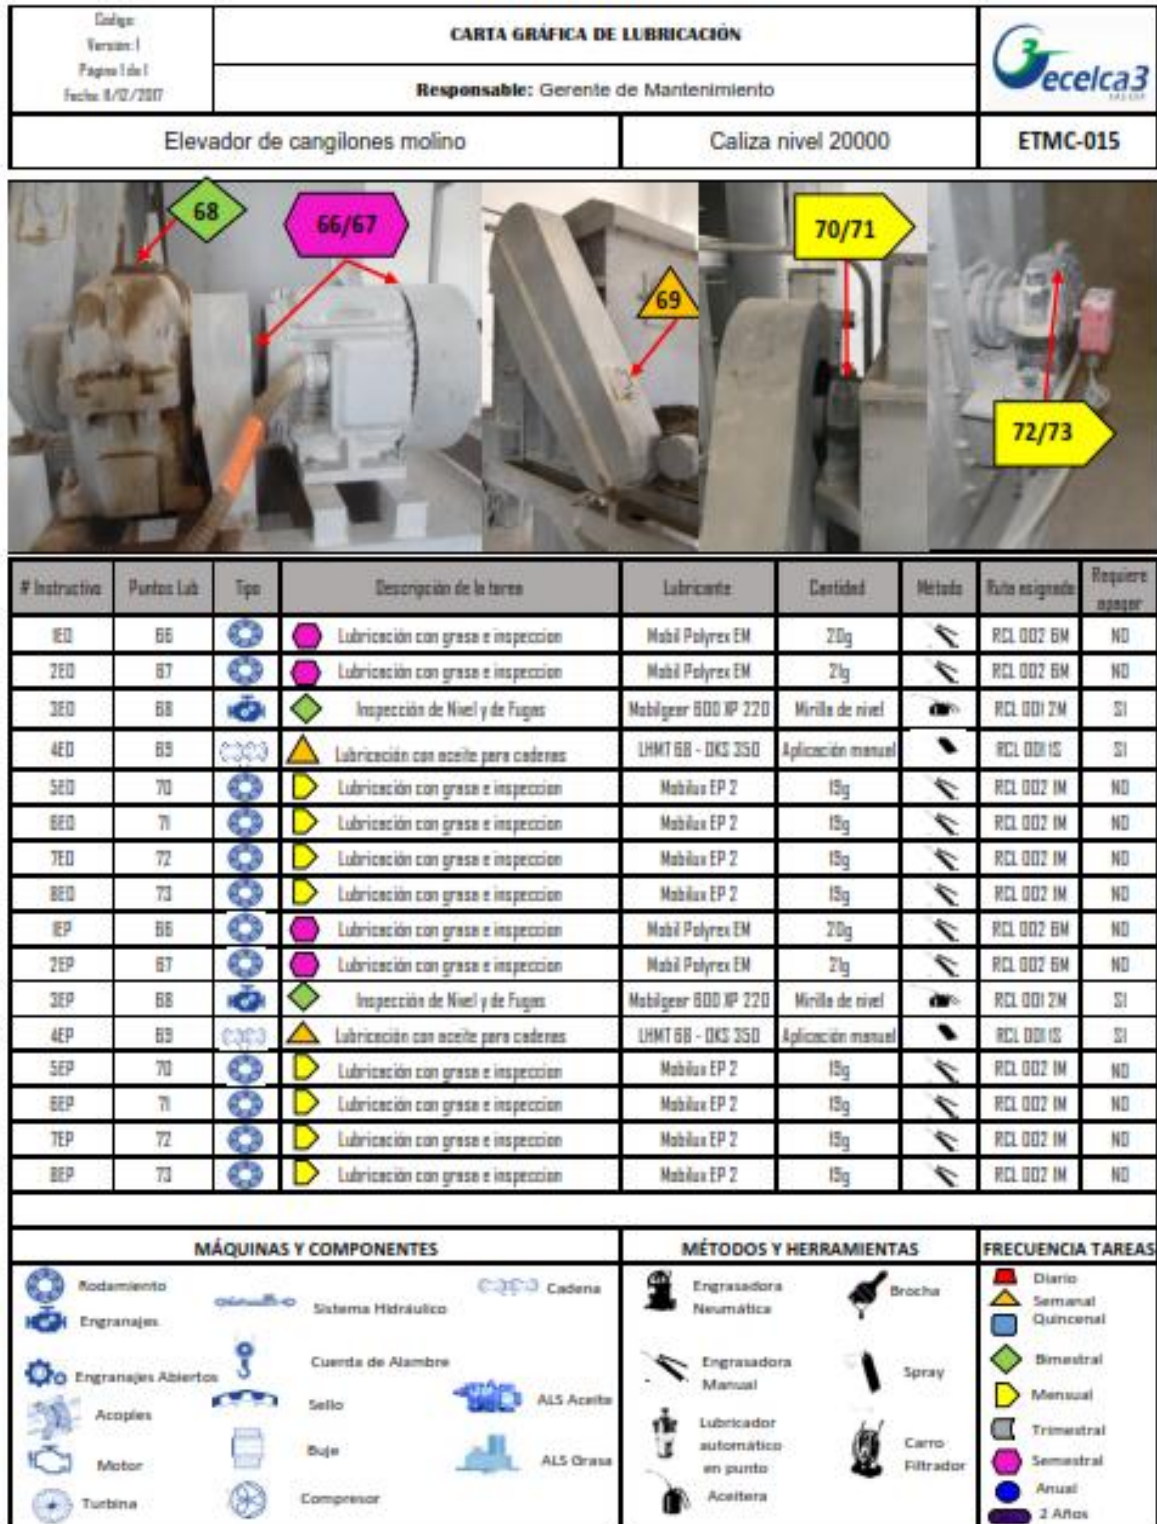 Código:
Versión: 1
Página 1 de 1
Fecha: 11/12/2017
CARTA GRÁFICA DE LUBRICACIÓN
Responsable: Gerente de Mantenimiento
3
ecelca3
Elevador de cangilones molino Caliza nivel 20000 ETMC-015
68
66/67
69
70/71
72/73
# Instructivo Puntos Lub Tipo Descripción de la tarea Lubricante Cantidad Método Ruta asignada Requiere apagar
1EO 66 Lubricación con grasa e inspeccion Mobil Polyrex EM 20g RCL 002 6M NO
2EO 67 Lubricación con grasa e inspeccion Mobil Polyrex EM 21g RCL 002 6M NO
3EO 68 Inspección de Nivel y de Fugas Mobilgear 600 XP 220 Mirilla de nivel RCL 001 2M SI
4EO 69 Lubricación con aceite para cadenas LHMT 68 - OKS 350 Aplicación manual RCL 001 1S SI
5EO 70 Lubricación con grasa e inspeccion Mobilux EP 2 19g RCL 002 1M NO
6EO 71 Lubricación con grasa e inspeccion Mobilux EP 2 19g RCL 002 1M NO
7EO 72 Lubricación con grasa e inspeccion Mobilux EP 2 19g RCL 002 1M NO
8EO 73 Lubricación con grasa e inspeccion Mobilux EP 2 19g RCL 002 1M NO
1EP 66 Lubricación con grasa e inspeccion Mobil Polyrex EM 20g RCL 002 6M NO
2EP 67 Lubricación con grasa e inspeccion Mobil Polyrex EM 21g RCL 002 6M NO
3EP 68 Inspección de Nivel y de Fugas Mobilgear 600 XP 220 Mirilla de nivel RCL 001 2M SI
4EP 69 Lubricación con aceite para cadenas LHMT 68 - OKS 350 Aplicación manual RCL 001 1S SI
5EP 70 Lubricación con grasa e inspeccion Mobilux EP 2 19g RCL 002 1M NO
6EP 71 Lubricación con grasa e inspeccion Mobilux EP 2 19g RCL 002 1M NO
7EP 72 Lubricación con grasa e inspeccion Mobilux EP 2 19g RCL 002 1M NO
8EP 73 Lubricación con grasa e inspeccion Mobilux EP 2 19g RCL 002 1M NO
MÁQUINAS Y COMPONENTES
Rodamiento
Engranajes
Engranajes Abiertos
Acoples
Motor
Turbina
Sistema Hidráulico
Cuerda de Alambre
Sello
Buje
Compresor
Cadena
ALS Aceite
ALS Grasa
MÉTODOS Y HERRAMIENTAS
Engrasadora
Neumática
Engrasadora
Manual
Lubricador
automático
en punto
Aceitera
Brocha
Spray
Carro
Filtrador
FRECUENCIA TAREAS
Diario
Semanal
Quincenal
Bimestral
Mensual
Trimestral
Semestral
Anual
2 Años